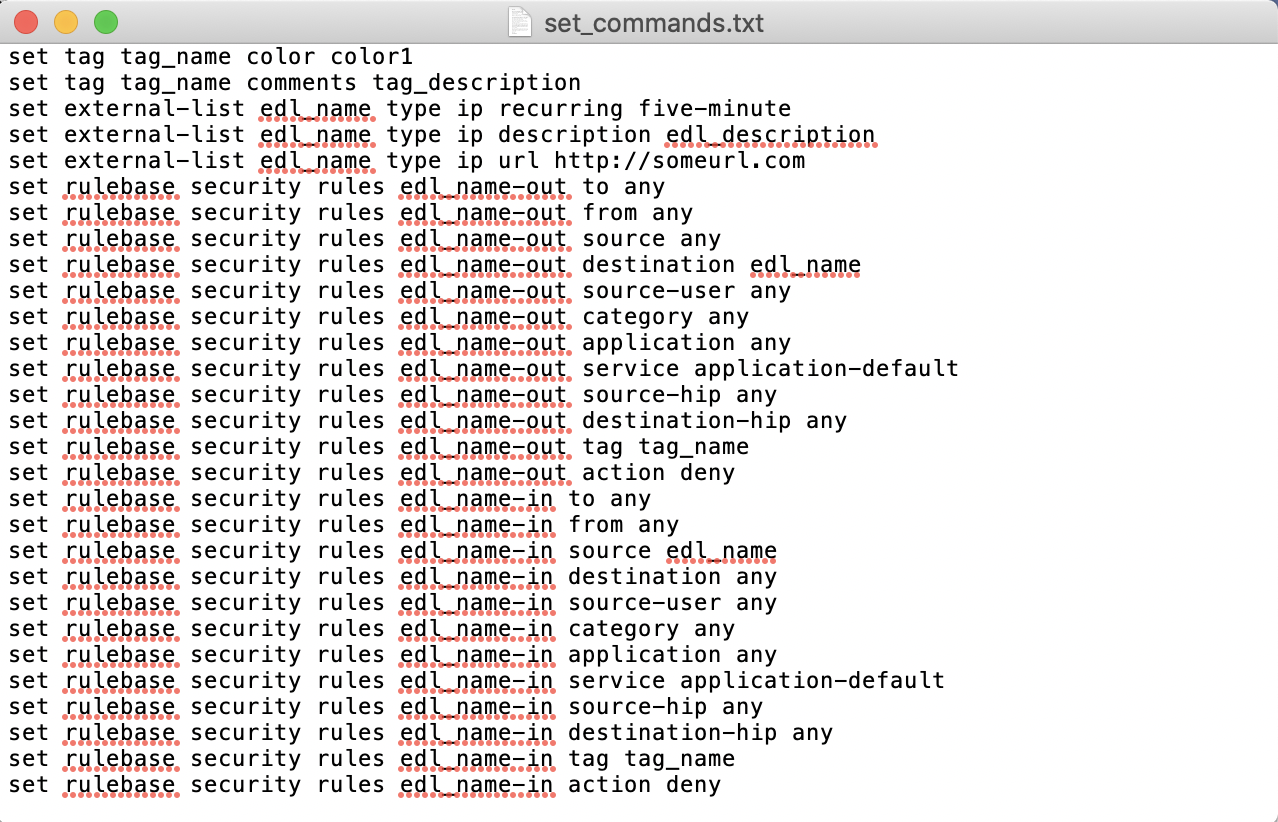 set_commands.txt
set tag tag_name color color1
set tag tag_name comments tag_description
set external-list edl_name type ip recurring five-minute
set external-list edl_name type ip description edl_description
set external-list edl_name type ip url http://someurl.com
set rulebase security rules edl_name-out to any
set rulebase security rules edl_name-out from any
set rulebase security rules edl_name-out source any
set rulebase security rules edl_name-out destination edl_name
set rulebase security rules edl_name-out source-user any
set rulebase security rules edl_name-out category any
set rulebase security rules edl_name-out application any
set rulebase security rules edl_name-out service application-default
set rulebase security rules edl_name-out source-hip any
set rulebase security rules edl_name-out destination-hip any
set rulebase security rules edl_name-out tag tag_name
set rulebase security rules edl_name-out action deny
set rulebase security rules edl_name-in to any
set rulebase security rules edl_name-in from any
set rulebase security rules edl_name-in source edl_name
set rulebase security rules edl_name-in destination any
set rulebase security rules edl_name-in source-user any
set rulebase security rules edl_name-in category any
set rulebase security rules edl_name-in application any
set rulebase security rules edl_name-in service application-default
set rulebase security rules edl_name-in source-hip any
set rulebase security rules edl_name-in destination-hip any
set rulebase security rules edl_name-in tag tag_name
set rulebase security rules edl_name-in action deny